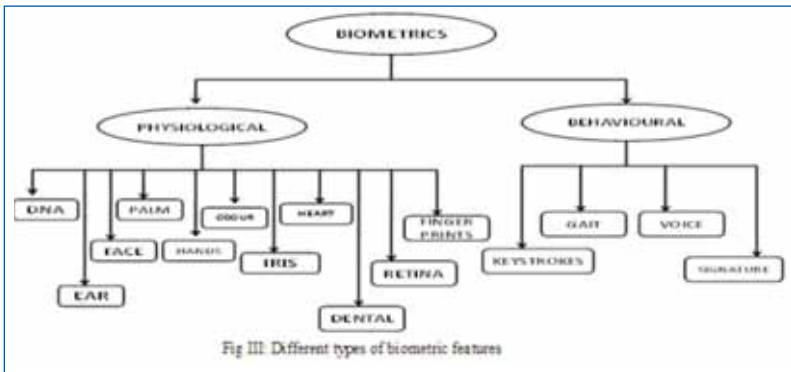 BIOMETRICS
PHYSIOLOGICAL
BEHAVIOURAL
DNA
PALM
ODOUR
HEART
FINGER
PRINTS
GAIT
VOICE
FACE
HANDS
IRIS
RETINA
KEYSTROKES
SIGNATURE
EAR
DENTAL
Fig III: Different types of biometric features